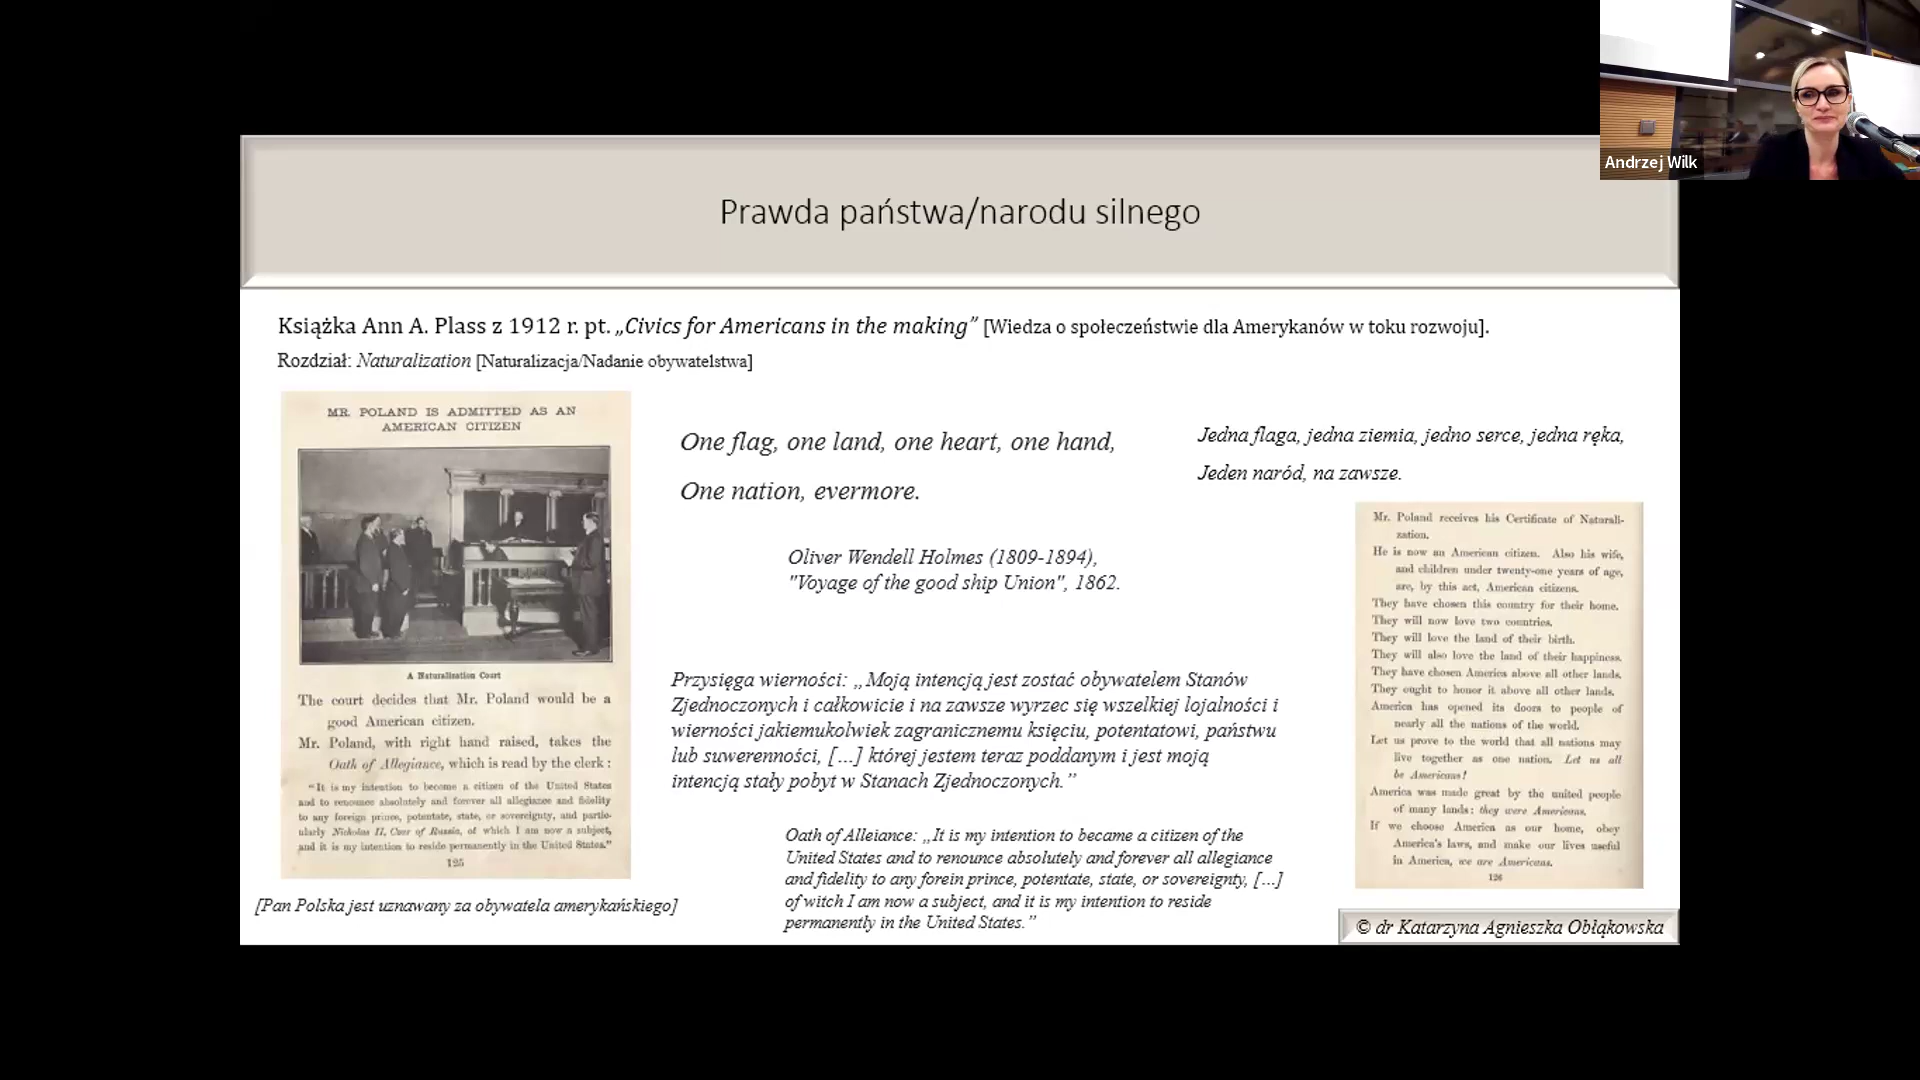 Andrzej Wilk
Prawda państwa/narodu silnego
Książka Ann A. Plass z 1912 r. pt. „Civics for Americans in the making” [Wiedza o społeczeństwie dla Amerykanów w toku rozwoju].
Rozdział: Naturalization [Naturalizacja/Nadanie obywatelstwa]
MR. POLAND IS ADMITTED AS AN
AMERICAN CITIZEN
A Naturalization Court
The court decides that Mr. Poland would be a
good American citizen.
Mr. Poland, with right hand raised, takes the
Oath of Allegiance, which is read by the clerk:
"It is my intention to become a citizen of the United States
and to renounce absolutely and forever all allegiance and fidelity
to any foreign prince, potentate, state, or sovereignty, and partic-
ularly Nicholas II, Czar of Russia, of which I am now a subject,
and it is my intention to reside permanently in the United States."
125
[Pan Polska jest uznawany za obywatela amerykańskiego]
One flag, one land, one heart, one hand,
One nation, evermore.
Oliver Wendell Holmes (1809-1894),
"Voyage of the good ship Union", 1862.
Jedna flaga, jedna ziemia, jedno serce, jedna ręka,
Jeden naród, na zawsze.
Przysięga wierności: „Moją intencją jest zostać obywatelem Stanów
Zjednoczonych i całkowicie i na zawsze wyrzec się wszelkiej lojalności i
wierności jakiemukolwiek zagranicznemu księciu, potentatowi, państwu
lub suwerenności, [...] której jestem teraz poddanym i jest moją
intencją stały pobyt w Stanach Zjednoczonych.”
Oath of Alleiance: „It is my intention to became a citizen of the
United States and to renounce absolutely and forever all allegiance
and fidelity to any forein prince, potentate, state, or sovereignty, [...]
of witch I am now a subject, and it is my intention to reside
permanently in the United States.”
Mr. Poland receives his Certificate of Naturali-
zation.
He is now an American citizen. Also his wife,
and children under twenty-one years of age,
are, by this act, American citizens.
They have chosen this country for their home.
They will now love two countries.
They will love the land of their birth.
They will also love the land of their happiness.
They have chosen America above all other lands.
They ought to honor it above all other lands.
America has opened its doors to people of
nearly all the nations of the world.
Let us prove to the world that all nations may
live together as one nation. Let us all
be Americans!
America was made great by the united people
of many lands: they were Americans.
If we choose America as our home, obey
America's laws, and make our lives useful
in America, we are Americans.
126
© dr Katarzyna Agnieszka Obłąkowska